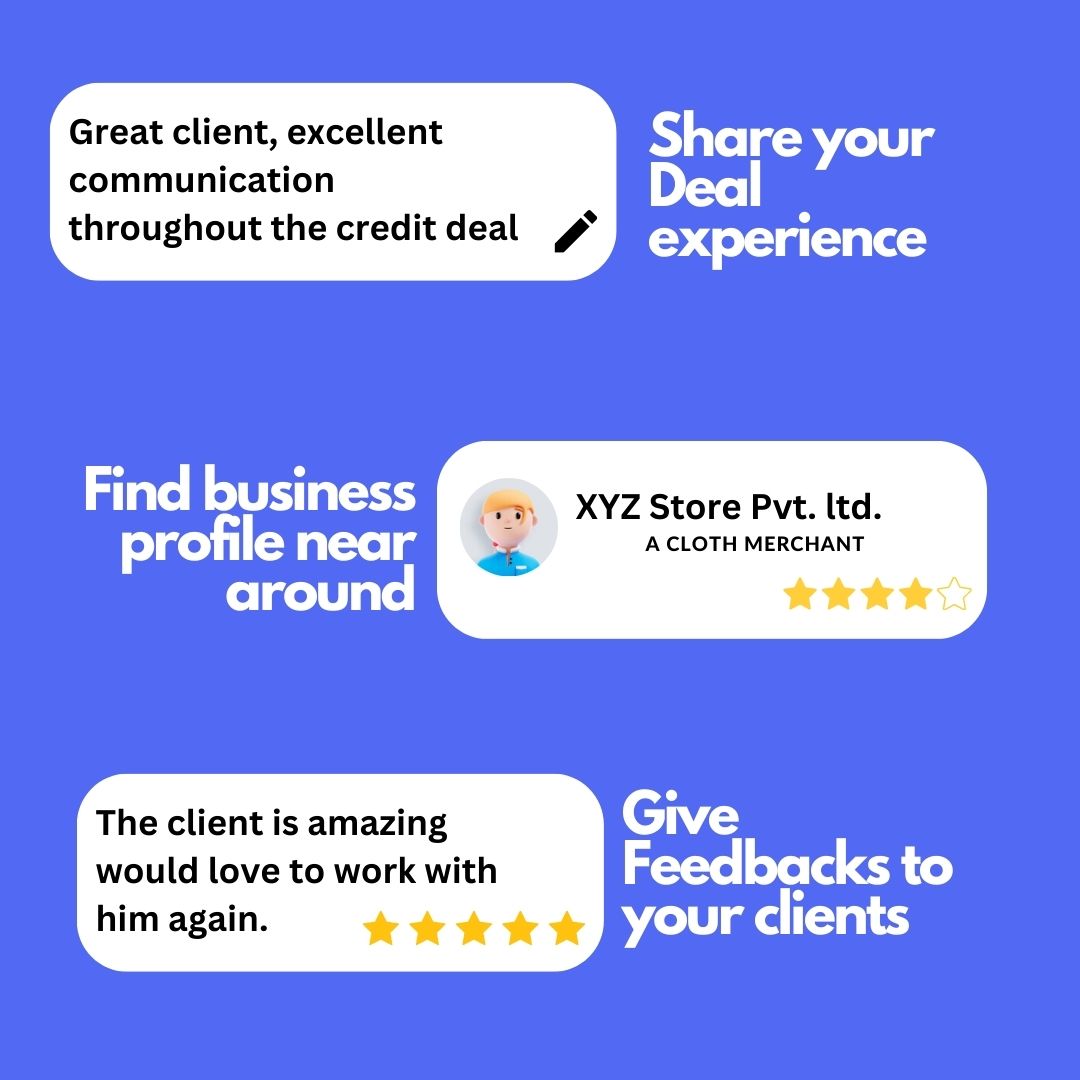 Great client, excellent
communication
throughout the credit deal
Share your
Deal
experience
Find business
profile near
around
XYZ Store Pvt. ltd.
A CLOTH MERCHANT
The client is amazing
would love to work with
him again.
Give
Feedbacks to
your clients